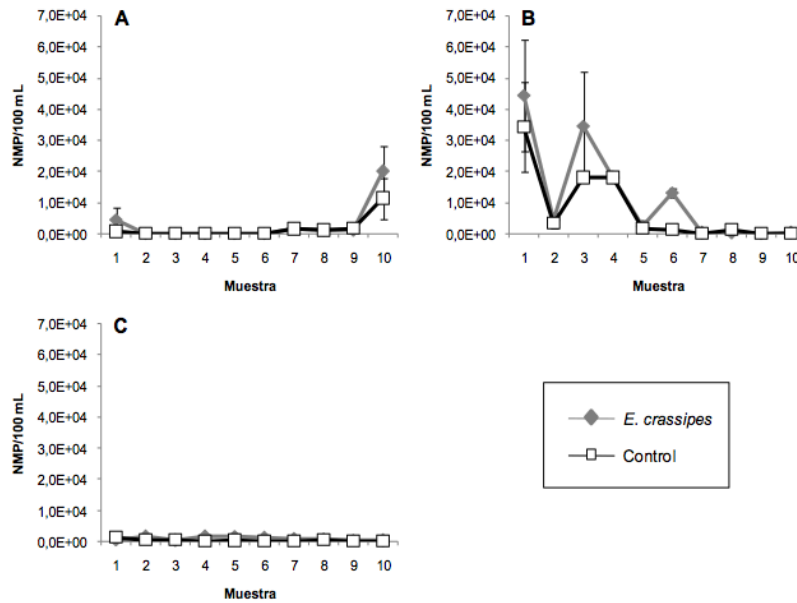 A
NMP/100 mL
7,0E+04
6,0E+04
5,0E+04
4,0E+04
3,0E+04
2,0E+04
1,0E+04
0,0E+00
1 2 3 4 5 6 7 8 9 10
Muestra
B
NMP/100 mL
7,0E+04
6,0E+04
5,0E+04
4,0E+04
3,0E+04
2,0E+04
1,0E+04
0,0E+00
1 2 3 4 5 6 7 8 9 10
Muestra
C
NMP/100 mL
7,0E+04
6,0E+04
5,0E+04
4,0E+04
3,0E+04
2,0E+04
1,0E+04
0,0E+00
1 2 3 4 5 6 7 8 9 10
Muestra
E. crassipes
Control